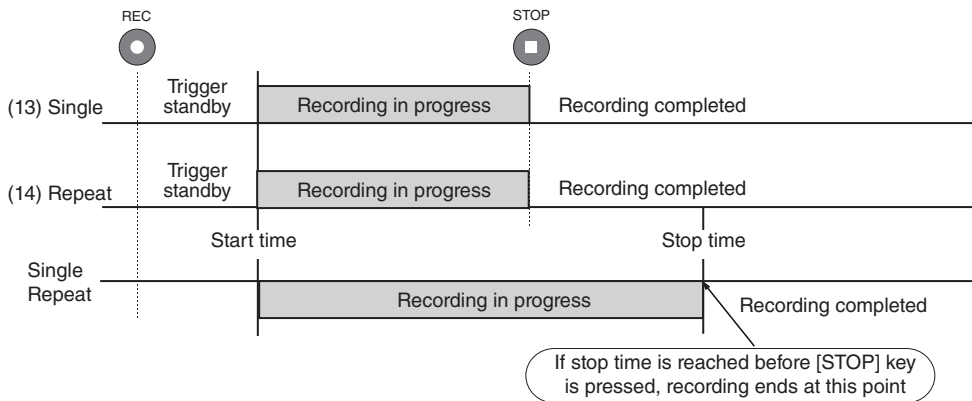 REC
STOP
(13) Single
Trigger
standby
Recording in progress
Recording completed
(14) Repeat
Trigger
standby
Recording in progress
Recording completed
Start time
Stop time
Single
Repeat
Recording in progress
Recording completed
If stop time is reached before [STOP] key
is pressed, recording ends at this point